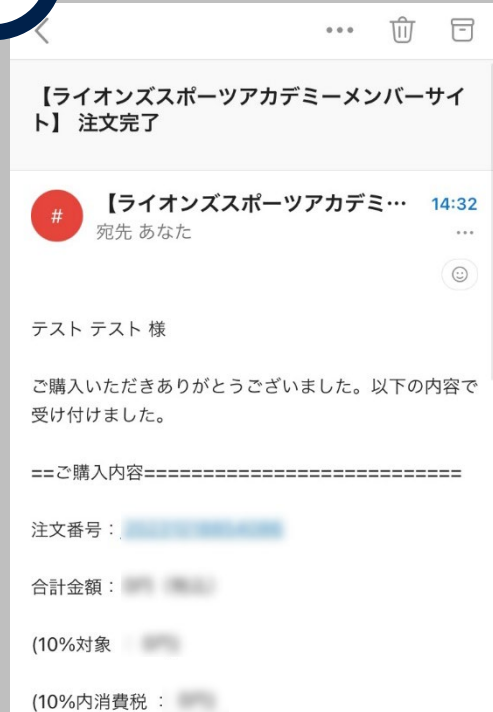 【ライオンズスポーツアカデミーメンバーサイ
ト】 注文完了
#
【ライオンズスポーツアカデミ…
14:32
宛先 あなた
テスト テスト 様
ご購入いただきありがとうございました。以下の内容で
受け付けました。
==ご購入内容===========================
注文番号：
合計金額：
(10%対象
(10%内消費税 ：